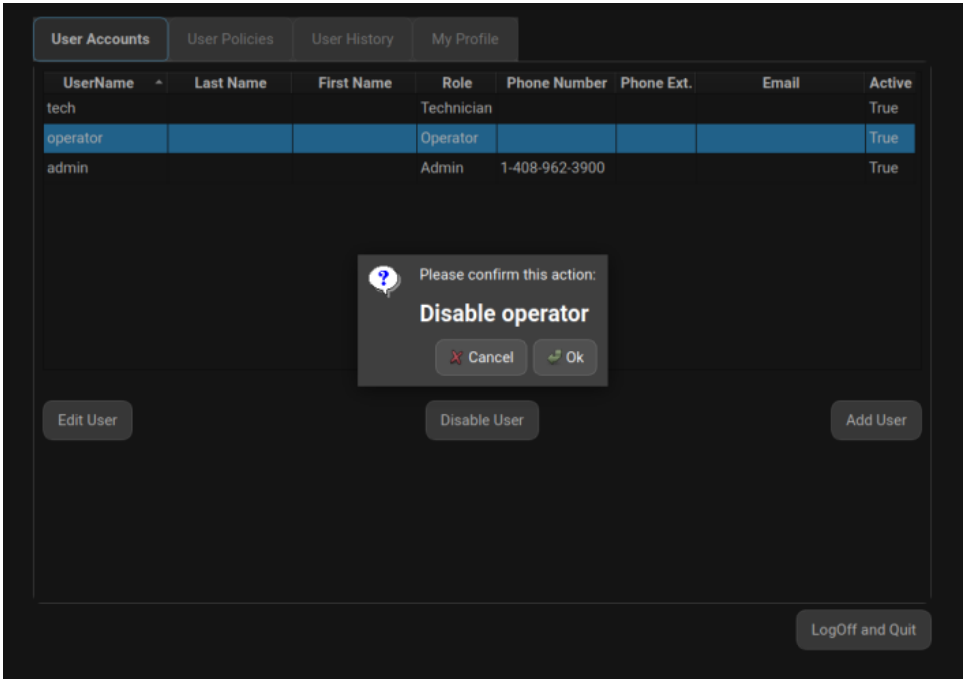 User Accounts User Policies User History My Profile
UserName Last Name First Name Role Phone Number Phone Ext. Email Active
tech Technician True
operator Operator True
admin Admin 1-408-962-3900 True
? Please confirm this action:
Disable operator
Cancel Ok
Edit User Disable User Add User
LogOff and Quit